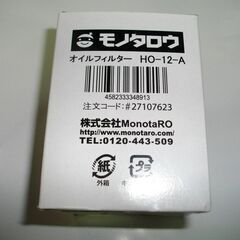 モノタロウ
オイルフィルター HO-12-A
4582333348913
注文コード:#27107623
株式会社MonotaRO
http://www.monotaro.com/
TEL:0120-443-509
紙
プラ
外箱